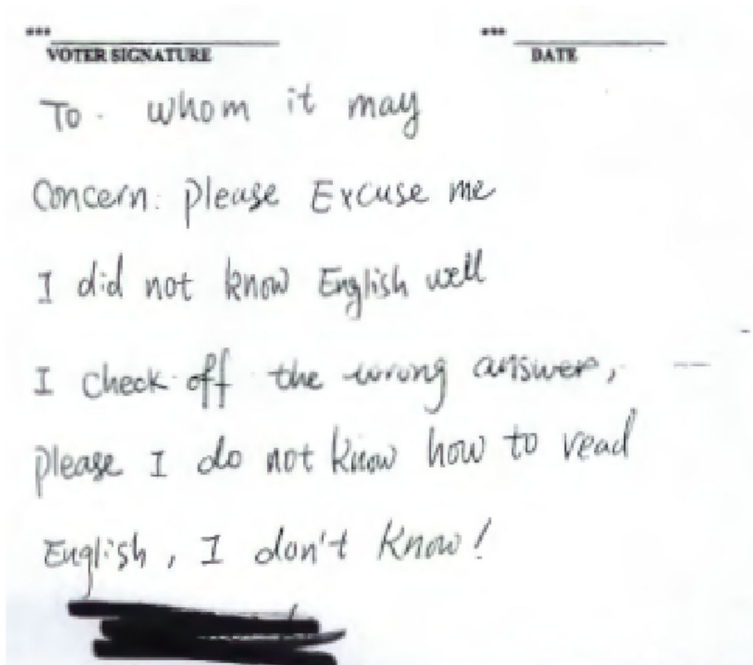 *** ***
VOTER SIGNATURE DATE
To. whom it may
Concern: please Excuse me
I did not know English well
I check off the wrong answer,
please I do not know how to read
English, I don't know!